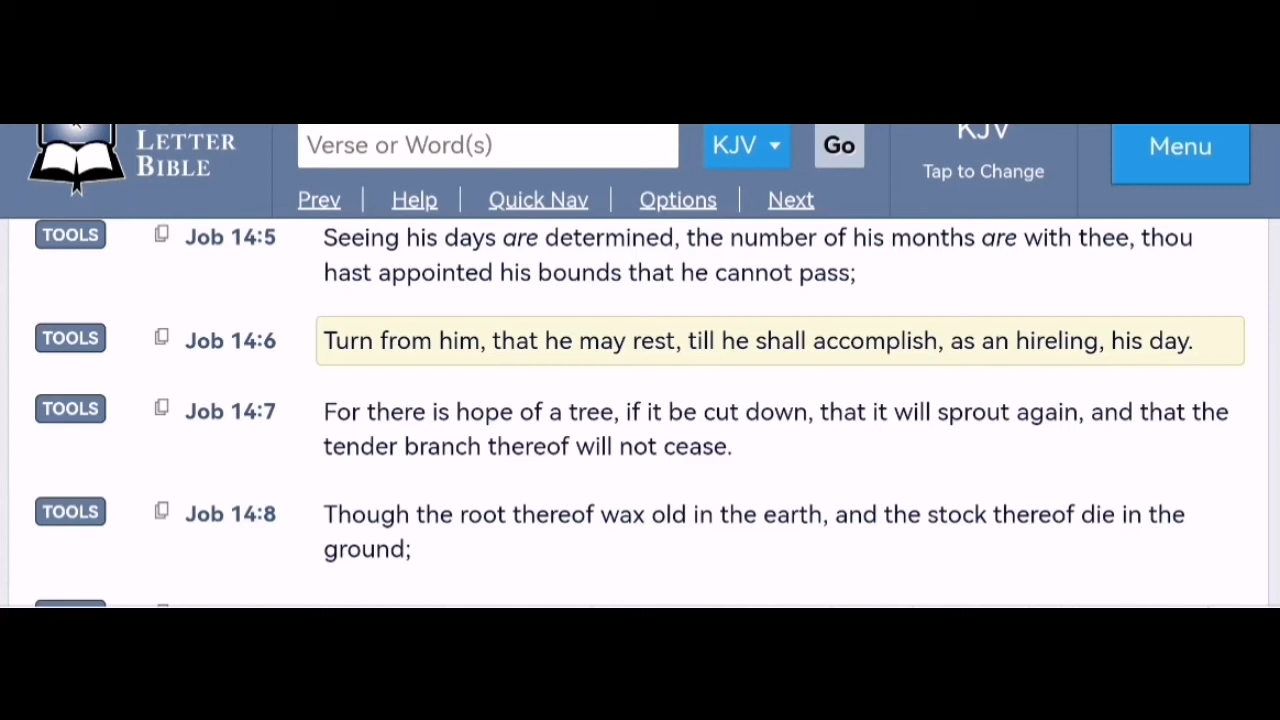 LETTER
BIBLE
Verse or Word(s)
KJV
Go
KJV
Tap to Change
Menu
Prev
Help
Quick Nav
Options
Next
TOOLS
Job 14:5
Seeing his days are determined, the number of his months are with thee, thou
hast appointed his bounds that he cannot pass;
TOOLS
Job 14:6
Turn from him, that he may rest, till he shall accomplish, as an hireling, his day.
TOOLS
Job 14:7
For there is hope of a tree, if it be cut down, that it will sprout again, and that the
tender branch thereof will not cease.
TOOLS
Job 14:8
Though the root thereof wax old in the earth, and the stock thereof die in the
ground;